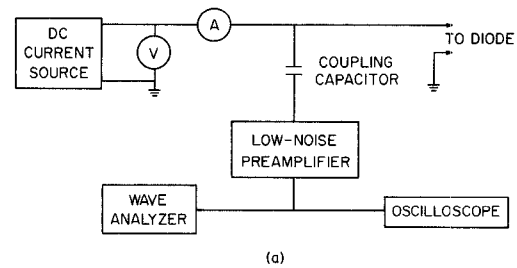 DC
CURRENT
SOURCE
V
A
TO DIODE
COUPLING
CAPACITOR
LOW-NOISE
PREAMPLIFIER
WAVE
ANALYZER
OSCILLOSCOPE
(a)